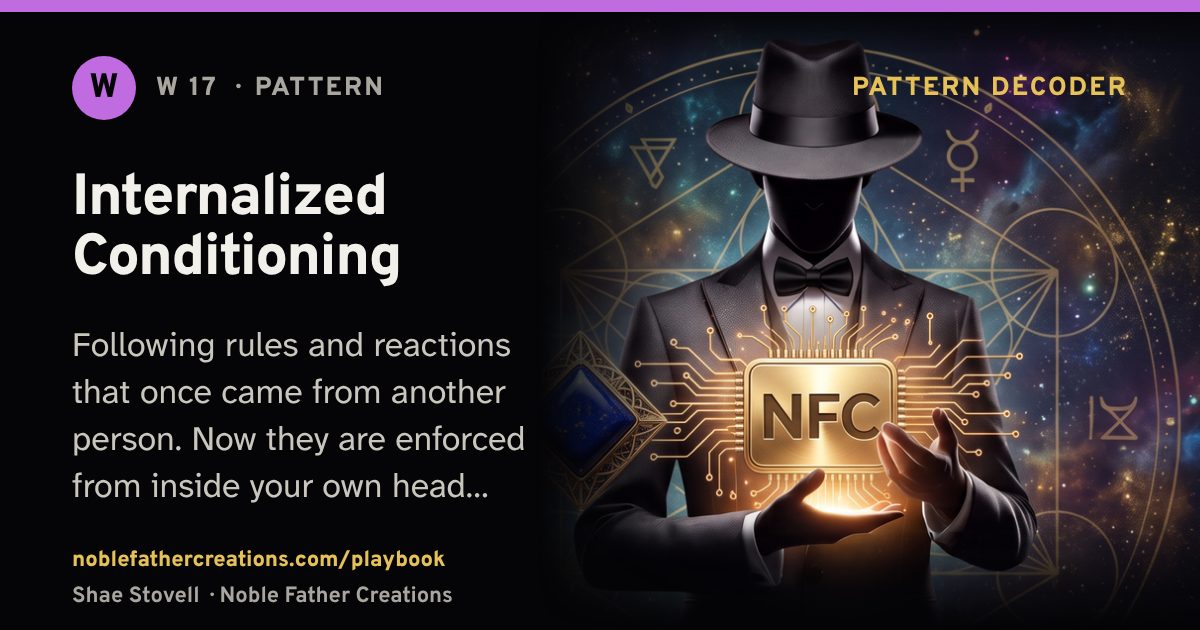 W
W 17 · PATTERN
PATTERN DECODER
Internalized
Conditioning
Following rules and reactions
that once came from another
person. Now they are enforced
from inside your own head...
noblefathercreations.com/playbook
Shae Stovell · Noble Father Creations
NFC